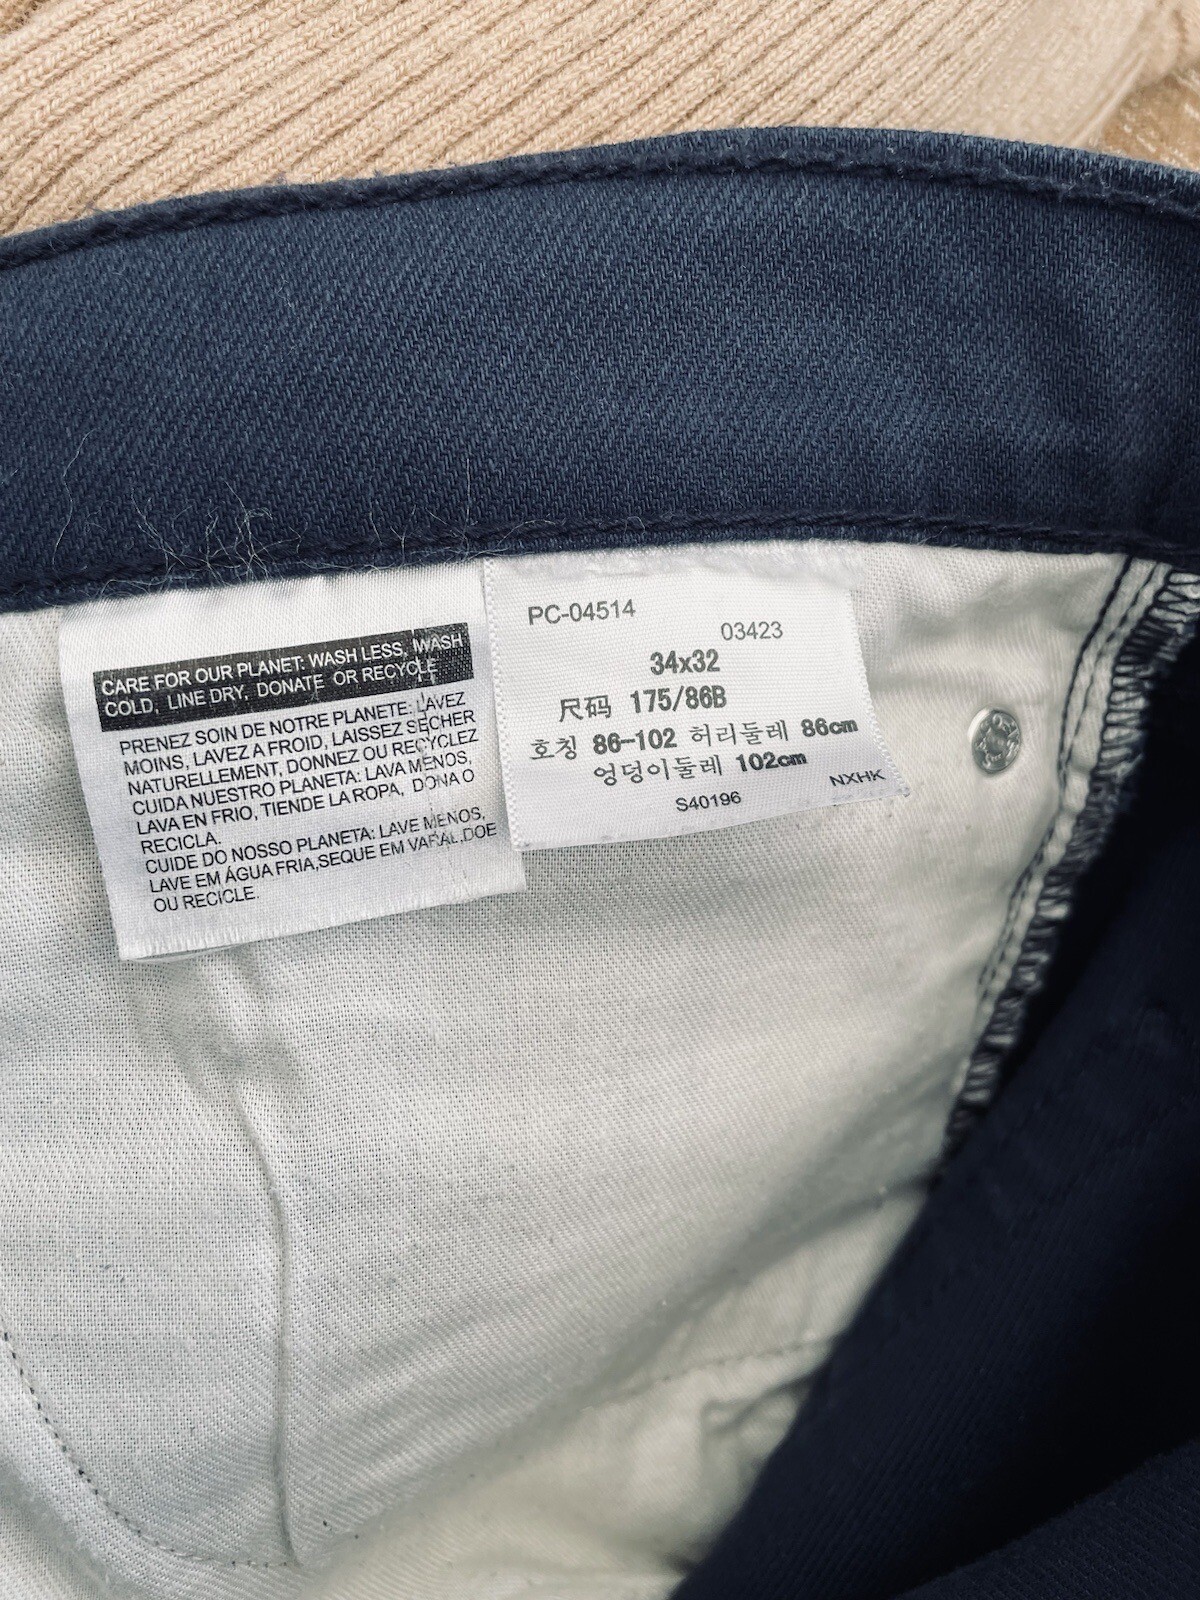 CARE FOR OUR PLANET: WASH LESS, WASH
COLD, LINE DRY, DONATE OR RECYCLE
PRENEZ SOIN DE NOTRE PLANETE: LAVEZ
MOINS, LAVEZ A FROID, LAISSEZ SECHER
NATURELLEMENT, DONNEZ OU RECYCLEZ
CUIDA NUESTRO PLANETA: LAVA MENOS,
LAVA EN FRIO, TIENDE LA ROPA, DONA O
RECICLA.
CUIDE DO NOSSO PLANETA: LAVE MENOS,
LAVE EM ÁGUA FRIA,SEQUE EM VARAL.DOE
OU RECICLE.
PC-04514
03423
34x32
尺码 175/86B
호칭 86-102 허리둘레 86cm
엉덩이둘레 102cm
NXHK
S40196